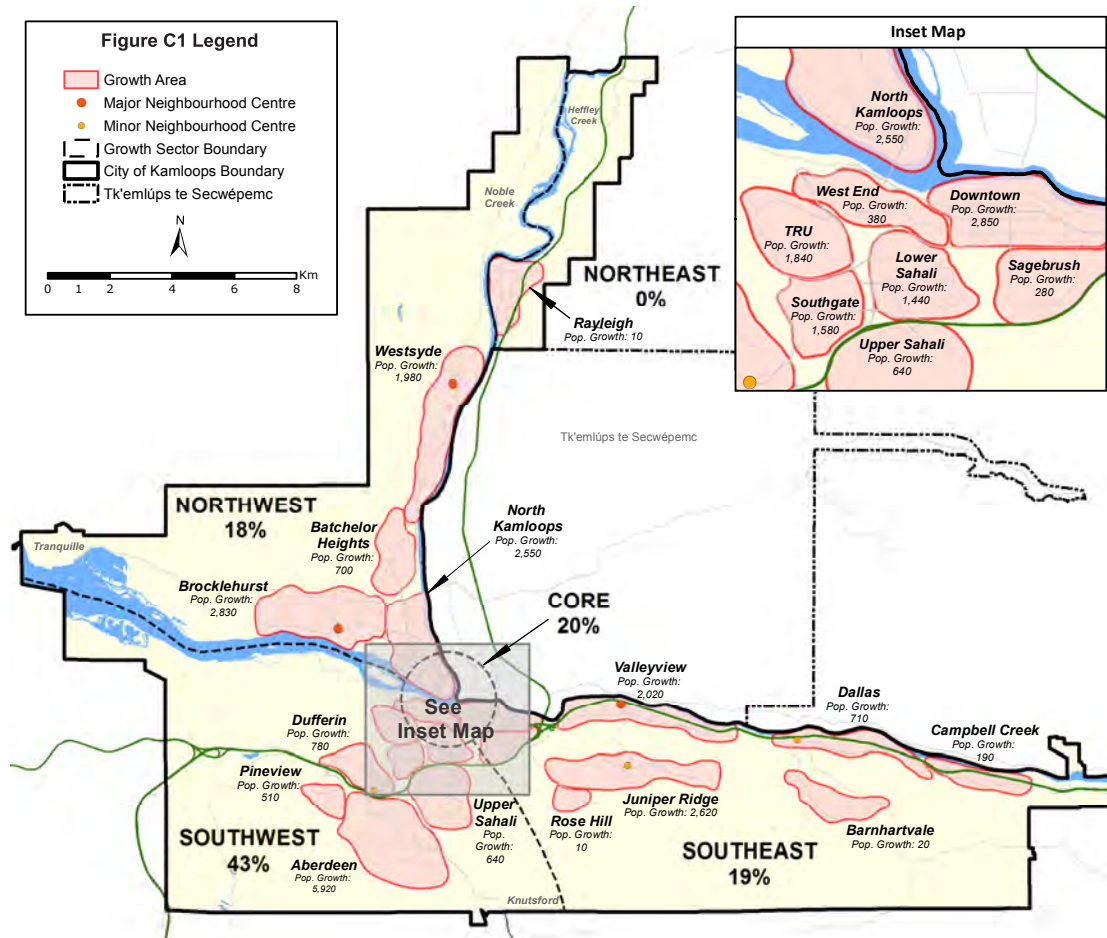 Figure C1 Legend
Growth Area
Major Neighbourhood Centre
Minor Neighbourhood Centre
Growth Sector Boundary
City of Kamloops Boundary
Tk'emlúps te Secwépemc
N
Km
0 1 2 4 6 8
Inset Map
North
Kamloops
Pop. Growth:
2,550
West End
Pop. Growth:
380
Downtown
Pop. Growth:
2,850
TRU
Pop. Growth:
1,840
Lower
Sahali
Pop. Growth:
1,440
Sagebrush
Pop. Growth:
280
Southgate
Pop. Growth:
1,580
Upper Sahali
Pop. Growth:
640
Heffley
Creek
Noble
Creek
NORTHEAST
0%
Rayleigh
Pop. Growth: 10
Westsyde
Pop. Growth:
1,980
Tk'emlúps te Secwépemc
NORTHWEST
18%
Batchelor
Heights
Pop. Growth:
700
North
Kamloops
Pop. Growth:
2,550
Tranquille
Brocklehurst
Pop. Growth:
2,830
CORE
20%
See
Inset Map
Valleyview
Pop. Growth:
2,020
Dallas
Pop. Growth:
710
Campbell Creek
Pop. Growth:
190
Dufferin
Pop. Growth:
780
Pineview
Pop. Growth:
510
SOUTHWEST
43%
Aberdeen
Pop. Growth:
5,920
Upper
Sahali
Pop.
Growth:
640
Rose Hill
Pop. Growth:
10
Juniper Ridge
Pop. Growth: 2,620
Barnhartvale
Pop. Growth: 20
SOUTHEAST
19%
Knutsford